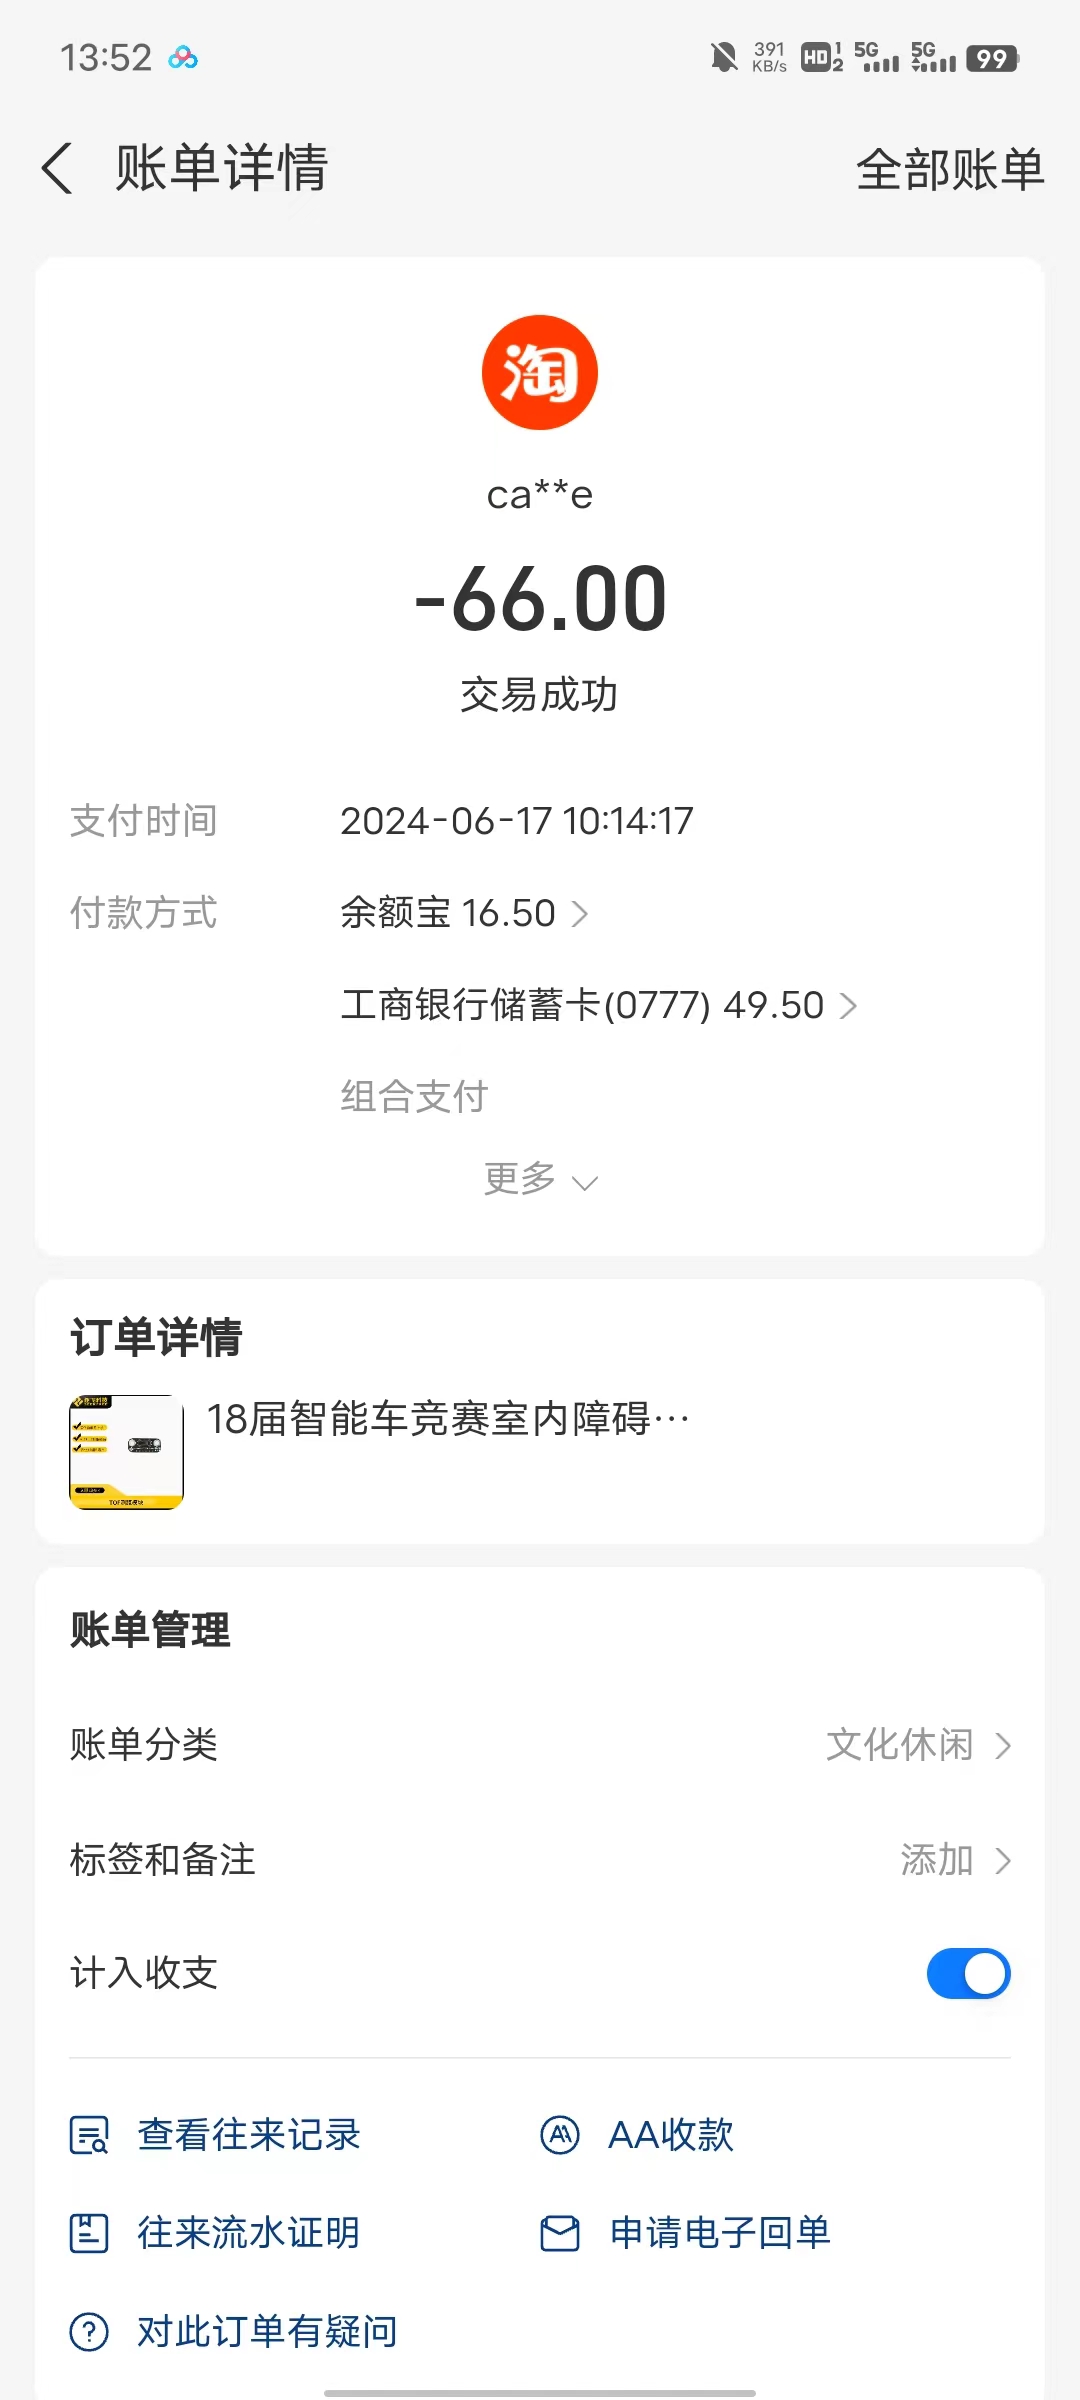 13:52 391 KB/s HD 1 2 5G 5G 99
账单详情 全部账单
淘
ca**e
-66.00
交易成功
支付时间 2024-06-17 10:14:17
付款方式 余额宝 16.50
工商银行储蓄卡(0777) 49.50
组合支付
更多
订单详情
18届智能车竞赛室内障碍…
账单管理
账单分类 文化休闲
标签和备注 添加
计入收支
查看往来记录 AA收款
往来流水证明 申请电子回单
对此订单有疑问